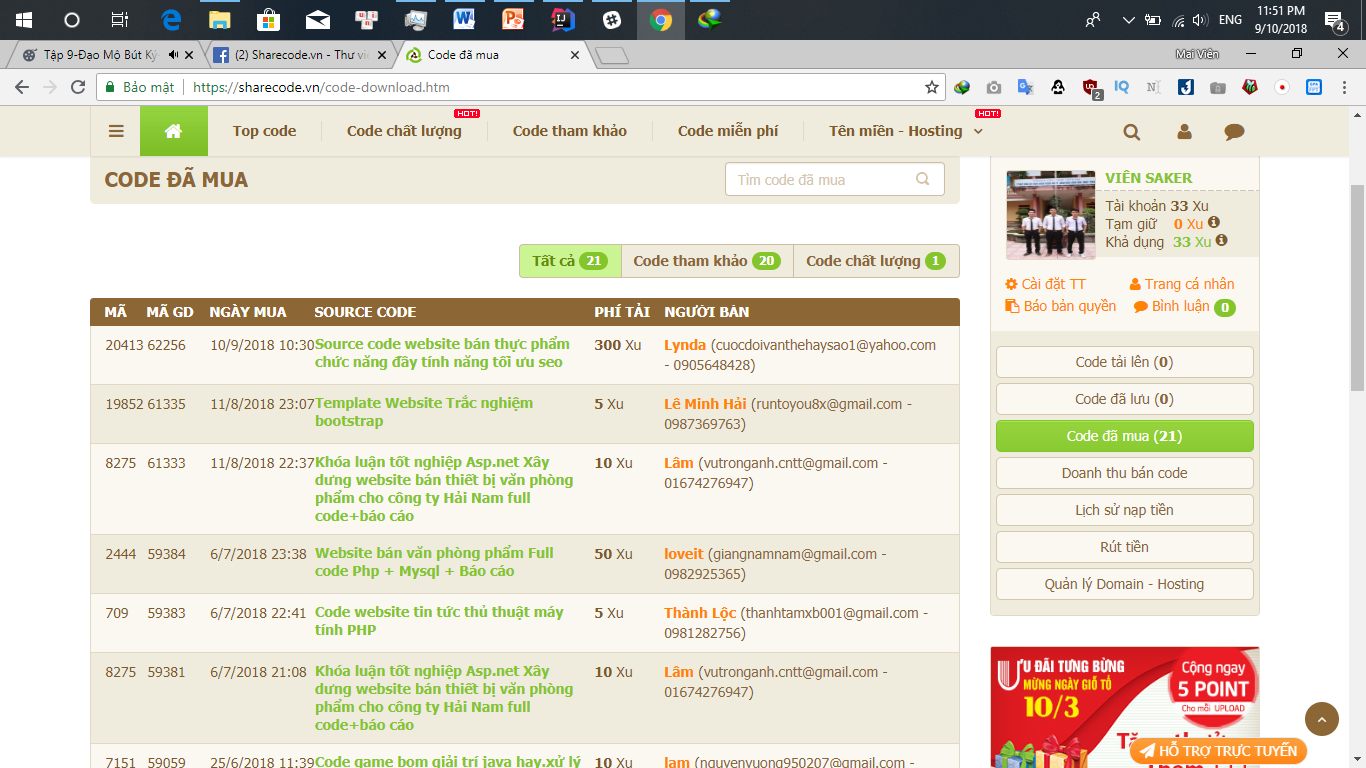 11:51 PM
ENG
9/10/2018
4
Tập 9-Đạo Mộ Bút Ký
(2) Sharecode.vn - Thư viê
Code đã mua
Mai Viên
Bảo mật
https://sharecode.vn/code-download.htm
2
Top code
Code chất lượng
HOT!
Code tham khảo
Code miễn phí
Tên miền - Hosting
HOT!
CODE ĐÃ MUA
Tìm code đã mua
Tất cả 21
Code tham khảo 20
Code chất lượng 1
MÃ MÃ GD NGÀY MUA SOURCE CODE PHÍ TẢI NGƯỜI BÁN
20413 62256 10/9/2018 10:30 Source code website bán thực phẩm 300 Xu Lynda (cuocdoivanthehaysao1@yahoo.com
chức năng đây tính năng tối ưu seo - 0905648428)
19852 61335 11/8/2018 23:07 Template Website Trắc nghiệm 5 Xu Lê Minh Hải (runtoyou8x@gmail.com -
bootstrap 0987369763)
8275 61333 11/8/2018 22:37 Khóa luận tốt nghiệp Asp.net Xây 10 Xu Lâm (vutronganh.cntt@gmail.com -
dưng website bán thiết bị văn phòng 01674276947)
phẩm cho công ty Hải Nam full
code+báo cáo
2444 59384 6/7/2018 23:38 Website bán văn phòng phẩm Full 50 Xu loveit (giangnamnam@gmail.com -
code Php + Mysql + Báo cáo 0982925365)
709 59383 6/7/2018 22:41 Code website tin tức thủ thuật máy 5 Xu Thành Lộc (thanhtamxb001@gmail.com -
tính PHP 0981282756)
8275 59381 6/7/2018 21:08 Khóa luận tốt nghiệp Asp.net Xây 10 Xu Lâm (vutronganh.cntt@gmail.com -
dưng website bán thiết bị văn phòng 01674276947)
phẩm cho công ty Hải Nam full
code+báo cáo
7151 59059 25/6/2018 11:39 Code game bom giải trí java hay,xử lý 10 Xu lam (nguyenvuong950207@gmail.com -
VIÊN SAKER
Tài khoản 33 Xu
Tạm giữ 0 Xu
Khả dụng 33 Xu
Cài đặt TT
Trang cá nhân
Báo bản quyền
Bình luận 0
Code tải lên (0)
Code đã lưu (0)
Code đã mua (21)
Doanh thu bán code
Lịch sử nạp tiền
Rút tiền
Quản lý Domain - Hosting
ƯU ĐÃI TƯNG BỪNG
MỪNG NGÀY GIỖ TỔ
10/3
Cộng ngay
5 POINT
Cho mỗi UPLOAD
HỖ TRỢ TRỰC TUYẾN